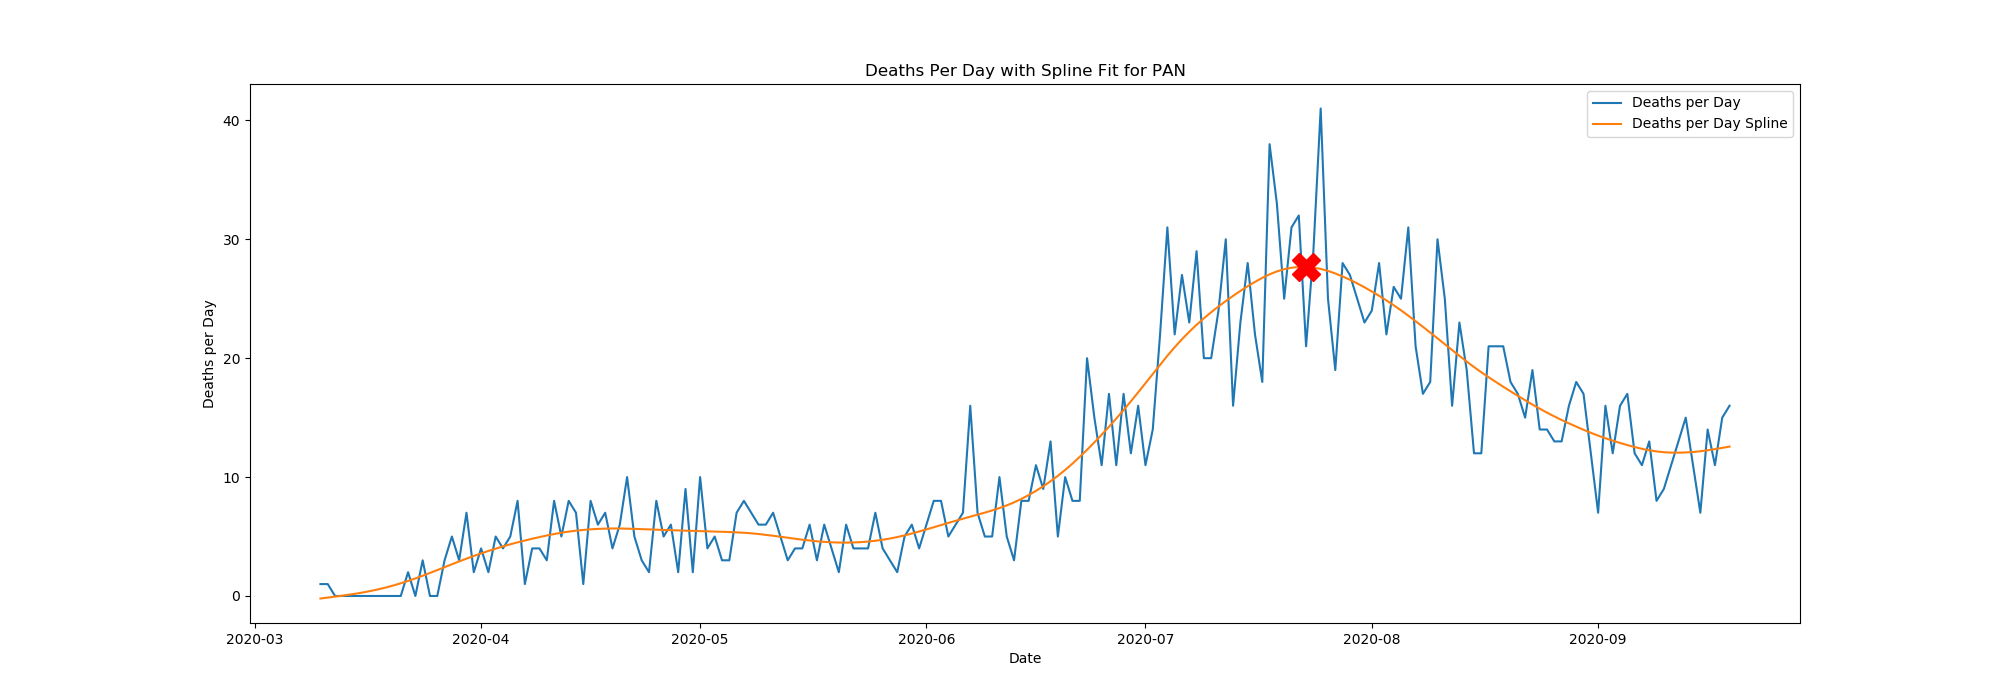 Deaths Per Day with Spline Fit for PAN
Deaths per Day
Deaths per Day Spline
40
30
20
10
0
Deaths per Day
2020-03
2020-04
2020-05
2020-06
2020-07
2020-08
2020-09
Date